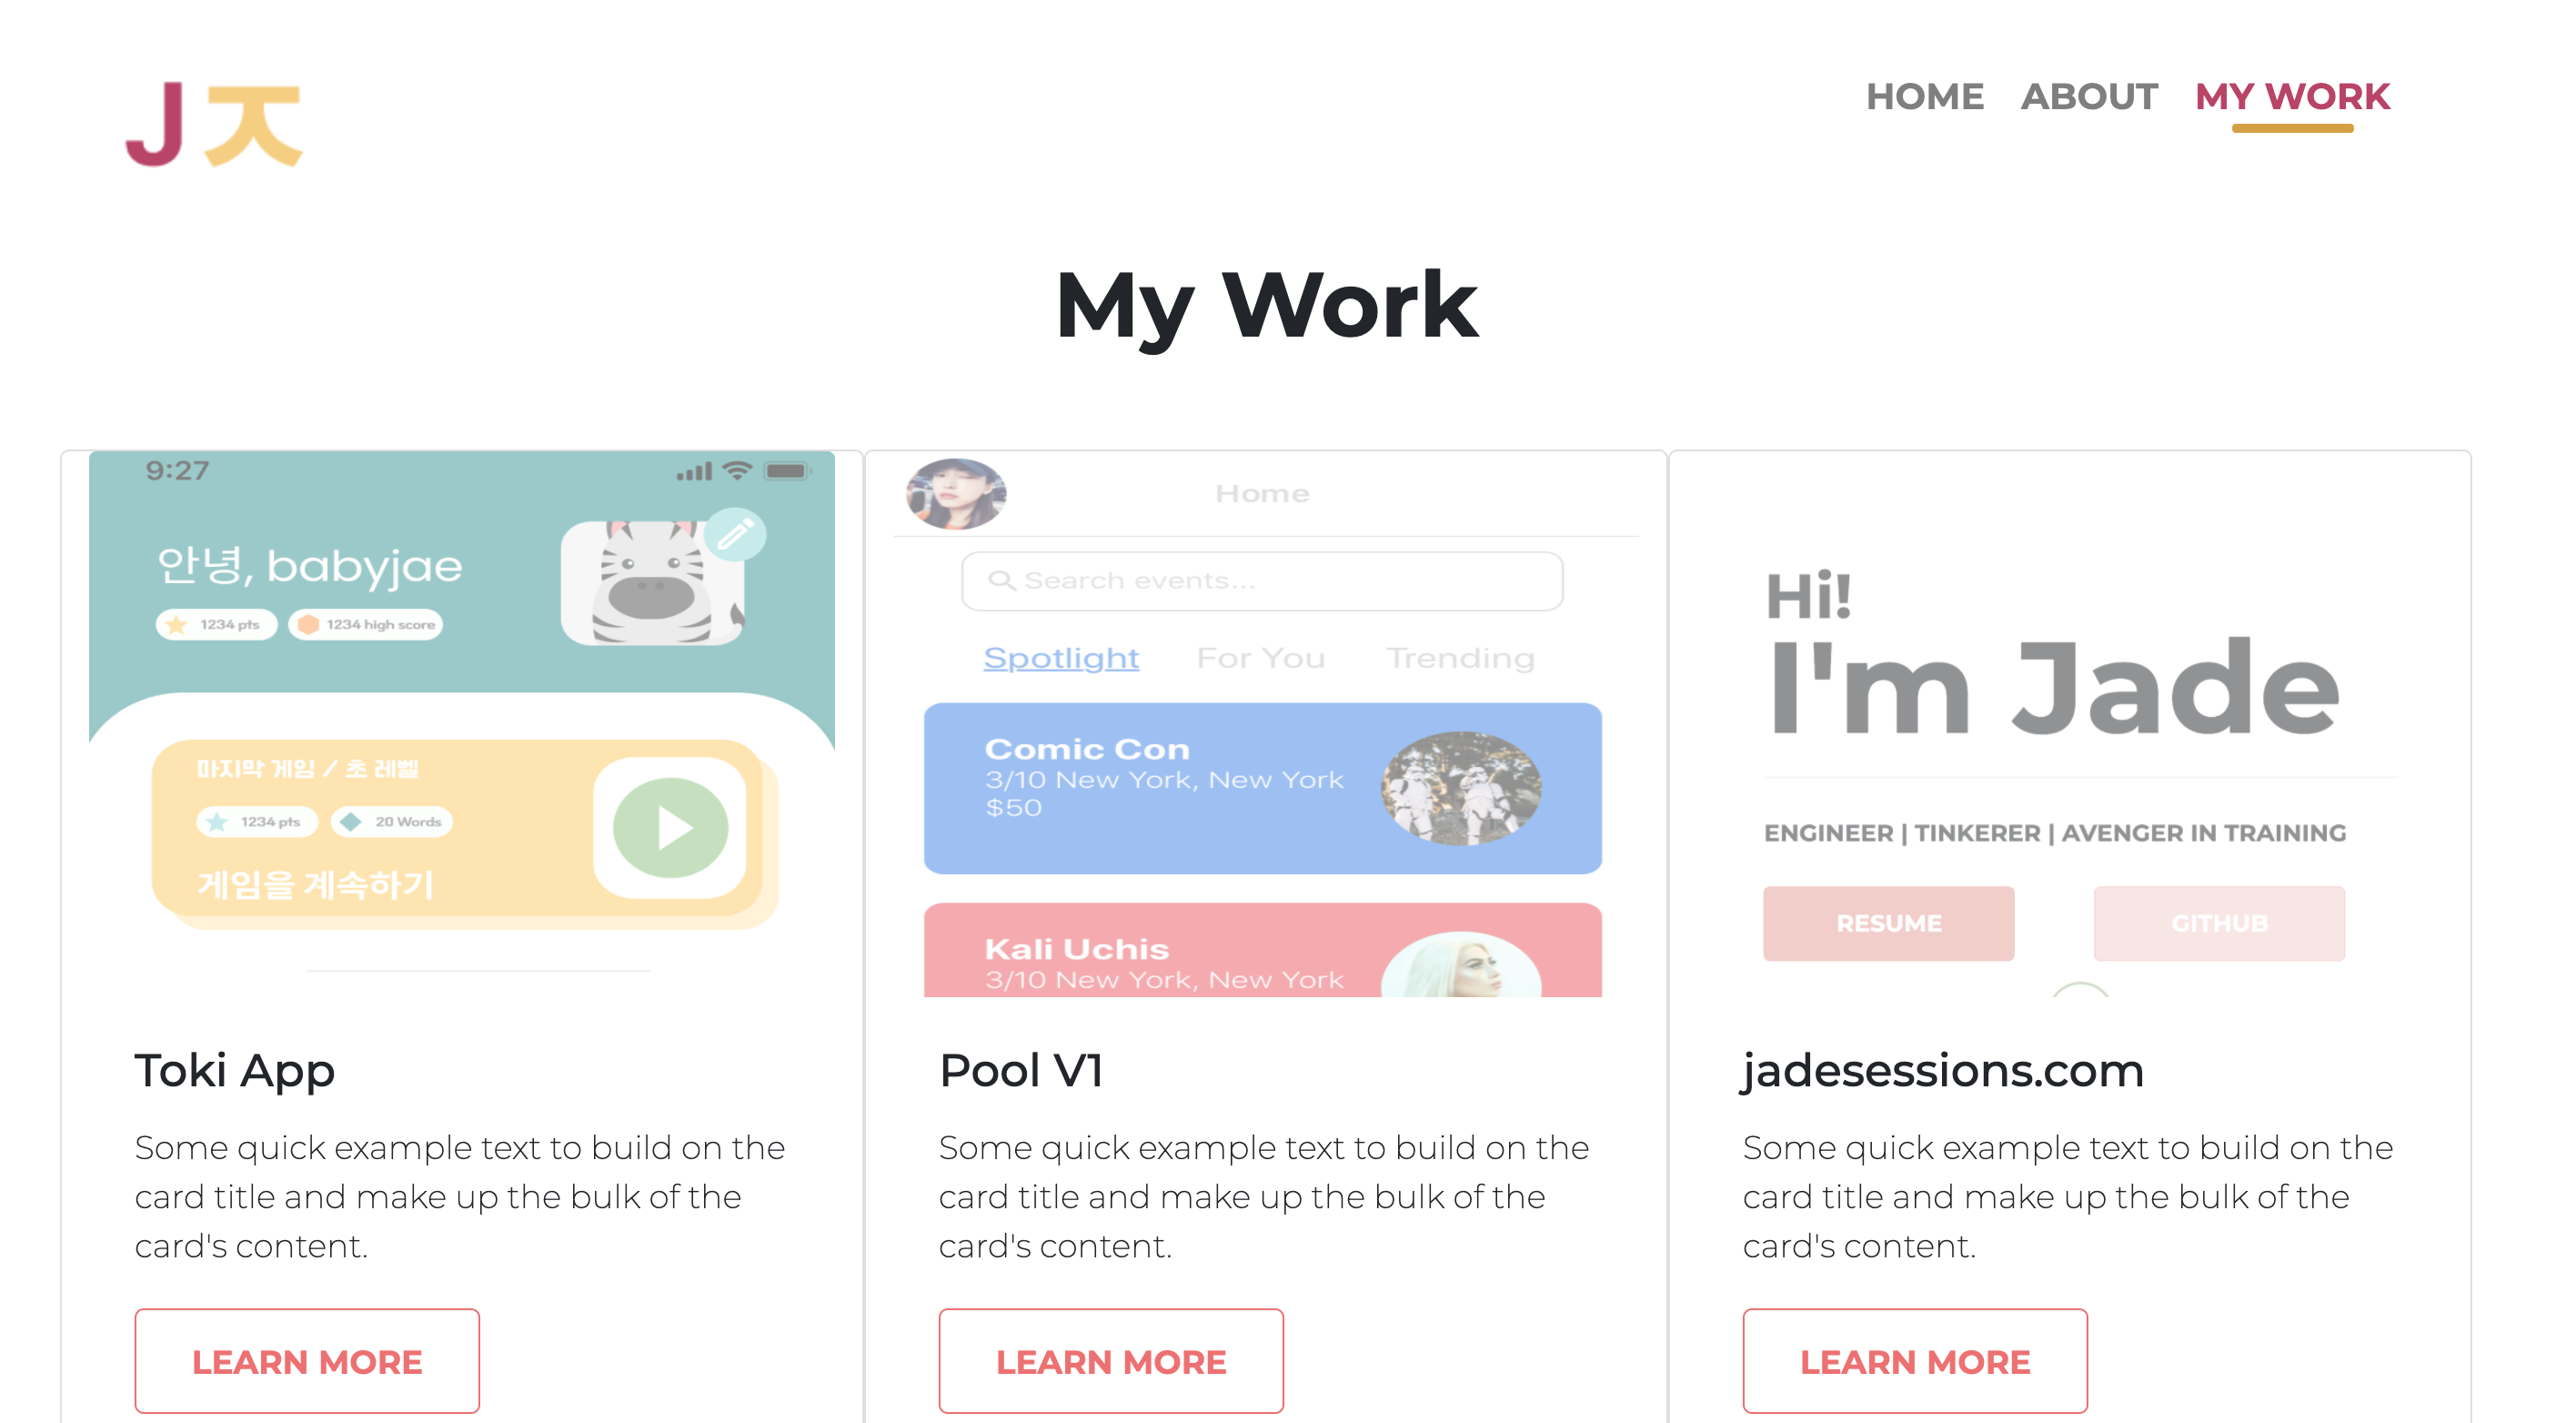 Jㅈ
HOME ABOUT MY WORK
My Work
9:27
안녕, babyjae
1234 pts 1234 high score
마지막 게임 / 초 레벨
1234 pts 20 Words
게임을 계속하기
Toki App
Some quick example text to build on the
card title and make up the bulk of the
card's content.
LEARN MORE
Home
Search events...
Spotlight For You Trending
Comic Con
3/10 New York, New York
$50
Kali Uchis
3/10 New York, New York
Pool V1
Some quick example text to build on the
card title and make up the bulk of the
card's content.
LEARN MORE
Hi!
I'm Jade
ENGINEER | TINKERER | AVENGER IN TRAINING
RESUME GITHUB
jadesessions.com
Some quick example text to build on the
card title and make up the bulk of the
card's content.
LEARN MORE